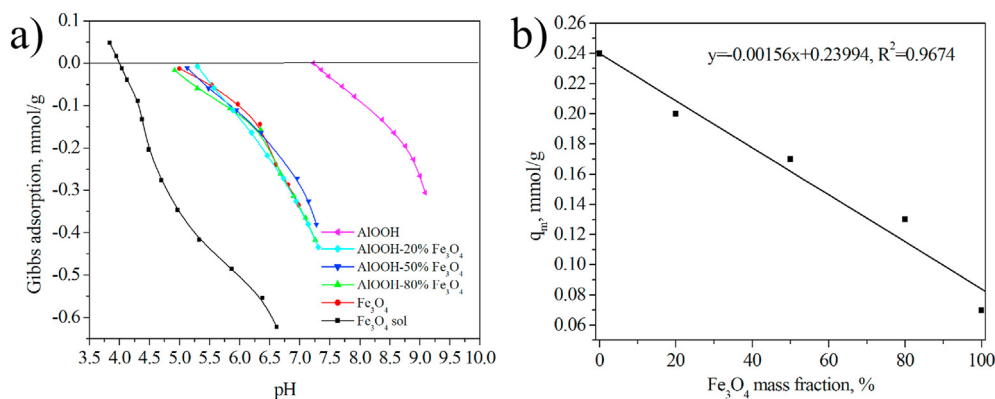 a)
Gibbs adsorption, mmol/g
0.1
0.0
-0.1
-0.2
-0.3
-0.4
-0.5
-0.6
3.5 4.0 4.5 5.0 5.5 6.0 6.5 7.0 7.5 8.0 8.5 9.0 9.5 10.0
pH
AlOOH
AlOOH-20% Fe₃O₄
AlOOH-50% Fe₃O₄
AlOOH-80% Fe₃O₄
Fe₃O₄
Fe₃O₄ sol
b)
qₘ, mmol/g
0.26
0.24
0.22
0.20
0.18
0.16
0.14
0.12
0.10
0.08
0.06
y=-0.00156x+0.23994, R²=0.9674
0 20 40 60 80 100
Fe₃O₄ mass fraction, %